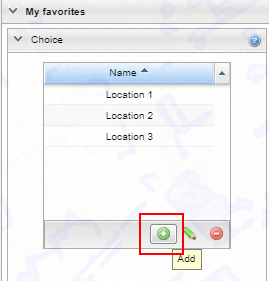 My favorites
Choice
Name
Location 1
Location 2
Location 3
Add